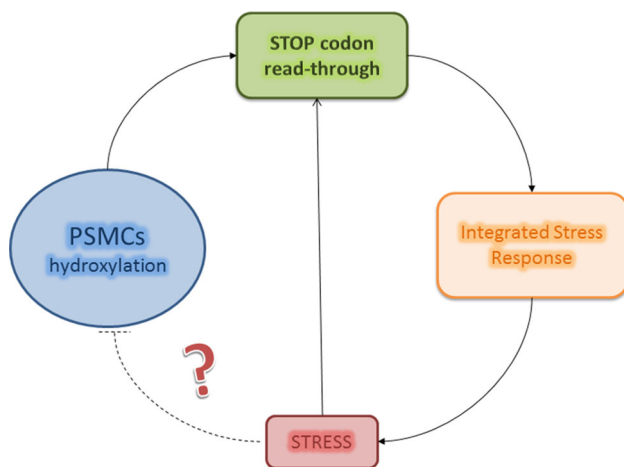 STOP codon
read-through
PSMCs
hydroxylation
Integrated Stress
Response
?
STRESS